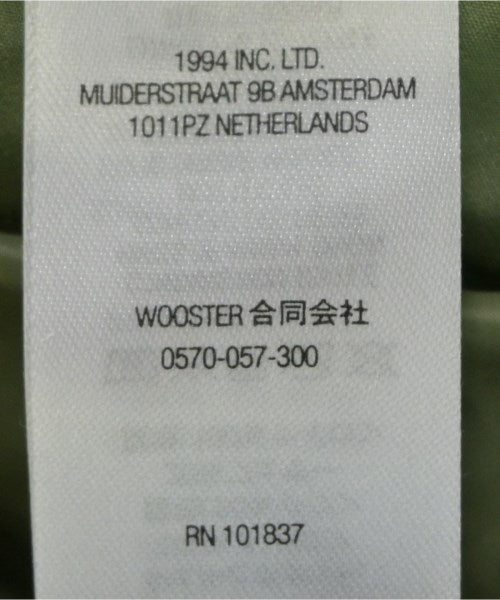 1994 INC. LTD.
MUIDERSTRAAT 9B AMSTERDAM
1011PZ NETHERLANDS
WOOSTER 合同会社
0570-057-300
RN 101837